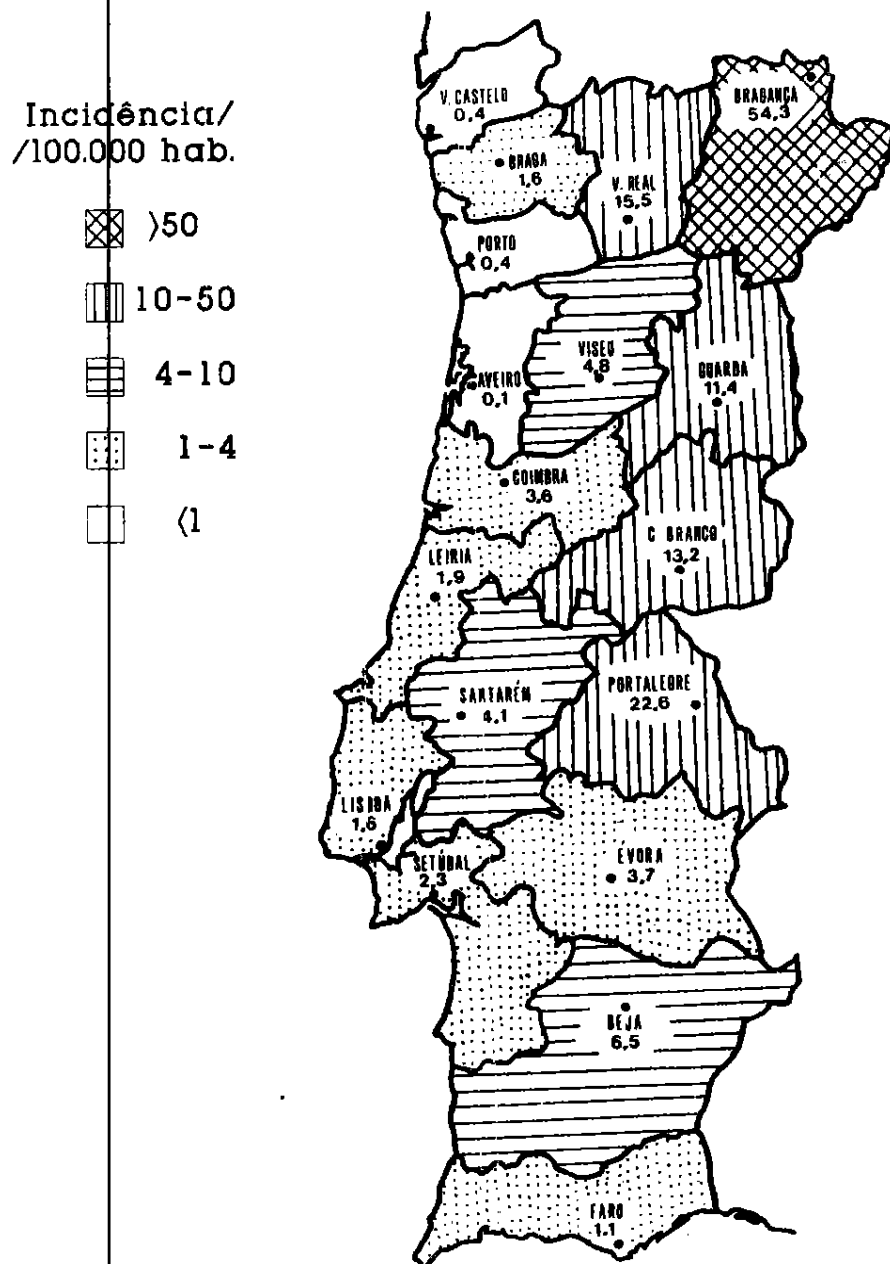 Incidência/
/100.000 hab.
>50
10-50
4-10
1-4
<1
V. CASTELO
0,4
BRAGANÇA
54,3
BRAGA
1,6
V. REAL
15,5
PORTO
0,4
VISEU
4,8
GUARDA
11,4
AVEIRO
0,1
COIMBRA
3,6
C. BRANCO
13,2
LEIRIA
1,9
PORTALEGRE
22,6
SANTARÉM
4,1
LISBOA
1,6
SETÚBAL
2,3
ÉVORA
3,7
BEJA
6,5
FARO
1,1